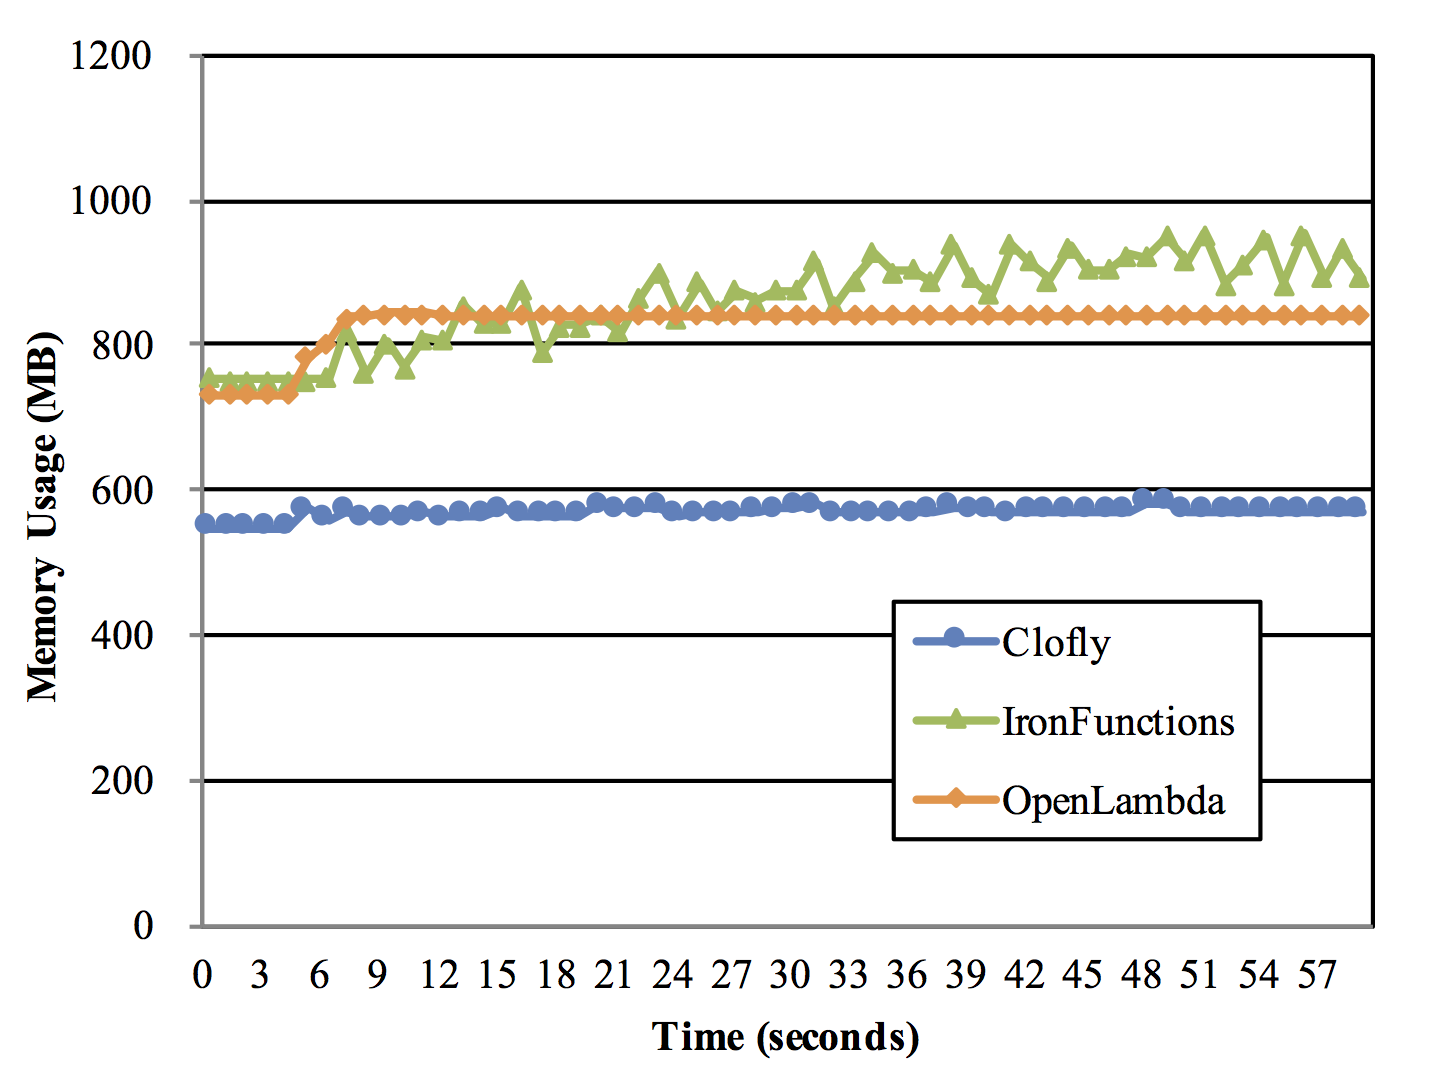 1200
1000
800
600
400
200
0
Memory Usage (MB)
Clofly
IronFunctions
OpenLambda
0 3 6 9 12 15 18 21 24 27 30 33 36 39 42 45 48 51 54 57
Time (seconds)